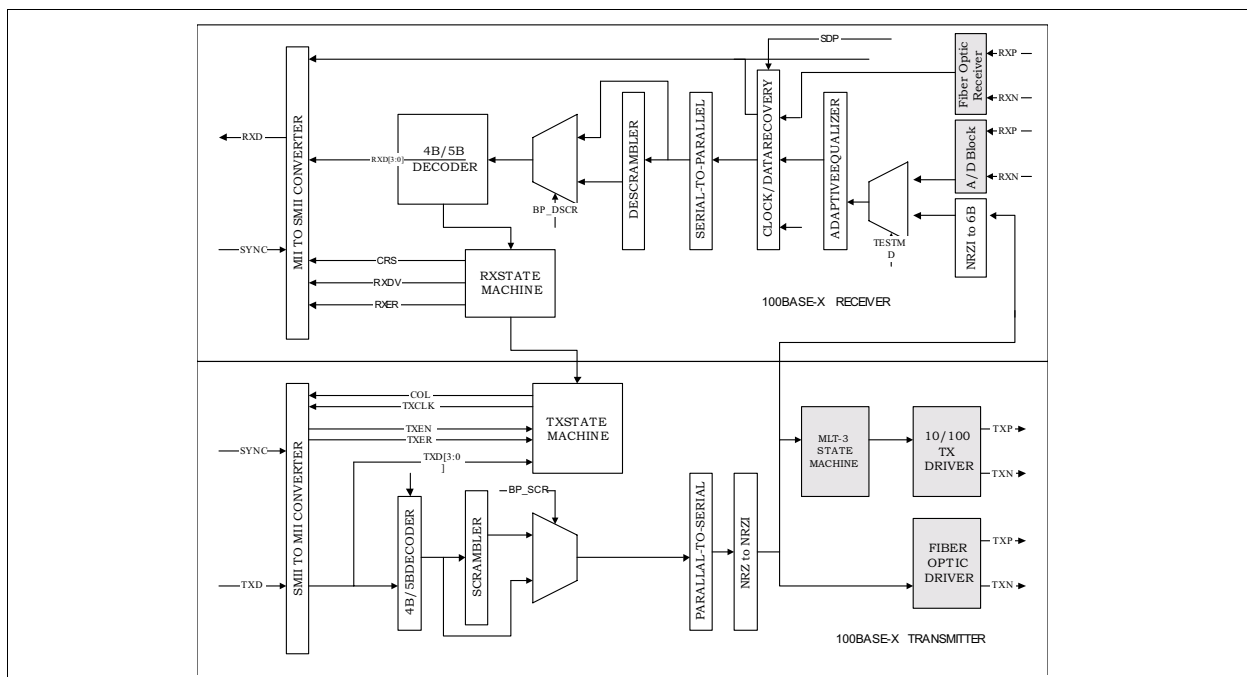 SDP
Fiber Optic
Receiver
RXP
RXN
MII TO SMII CONVERTER
RXD
SYNC
RXD[3:0]
4B/5B
DECODER
BP_DSCR
DESCRAMBLER
SERIAL-TO-PARALLEL
CLOCK/DATARECOVERY
ADAPTIVEEQUALIZER
TESTM
D
A/D Block
RXP
RXN
NRZI to 6B
CRS
RXDV
RXER
RXSTATE
MACHINE
100BASE-X RECEIVER
SMII TO MII CONVERTER
SYNC
TXD
COL
TXCLK
TXEN
TXER
TXD[3:0
]
TXSTATE
MACHINE
4B/5BDECODER
SCRAMBLER
BP_SCR
PARALLAL-TO-SERIAL
NRZ to NRZI
MLT-3
STATE
MACHINE
10/100
TX
DRIVER
TXP
TXN
FIBER
OPTIC
DRIVER
TXP
TXN
100BASE-X TRANSMITTER